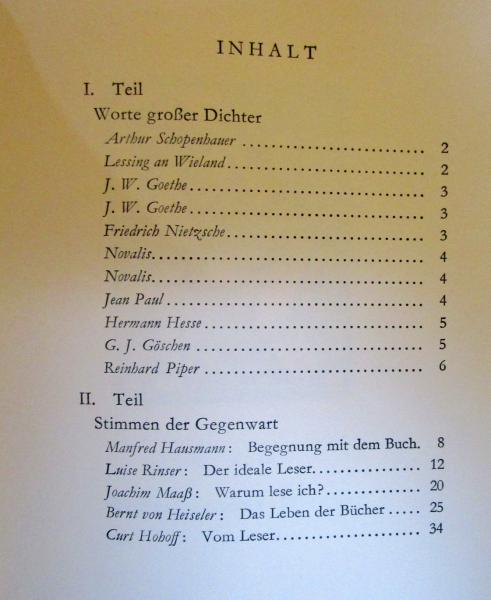 INHALT
I. Teil
Worte großer Dichter
Arthur Schopenhauer .......................... 2
Lessing an Wieland............................ 2
J. W. Goethe.................................. 3
J. W. Goethe.................................. 3
Friedrich Nietzsche........................... 3
Novalis....................................... 4
Novalis....................................... 4
Jean Paul .................................... 4
Hermann Hesse ................................ 5
G. J. Göschen ................................ 5
Reinhard Piper ............................... 6
II. Teil
Stimmen der Gegenwart
Manfred Hausmann: Begegnung mit dem Buch. 8
Luise Rinser: Der ideale Leser............... 12
Joachim Maaß: Warum lese ich?............. 20
Bernt von Heiseler: Das Leben der Bücher ..... 25
Curt Hohoff: Vom Leser.................... 34